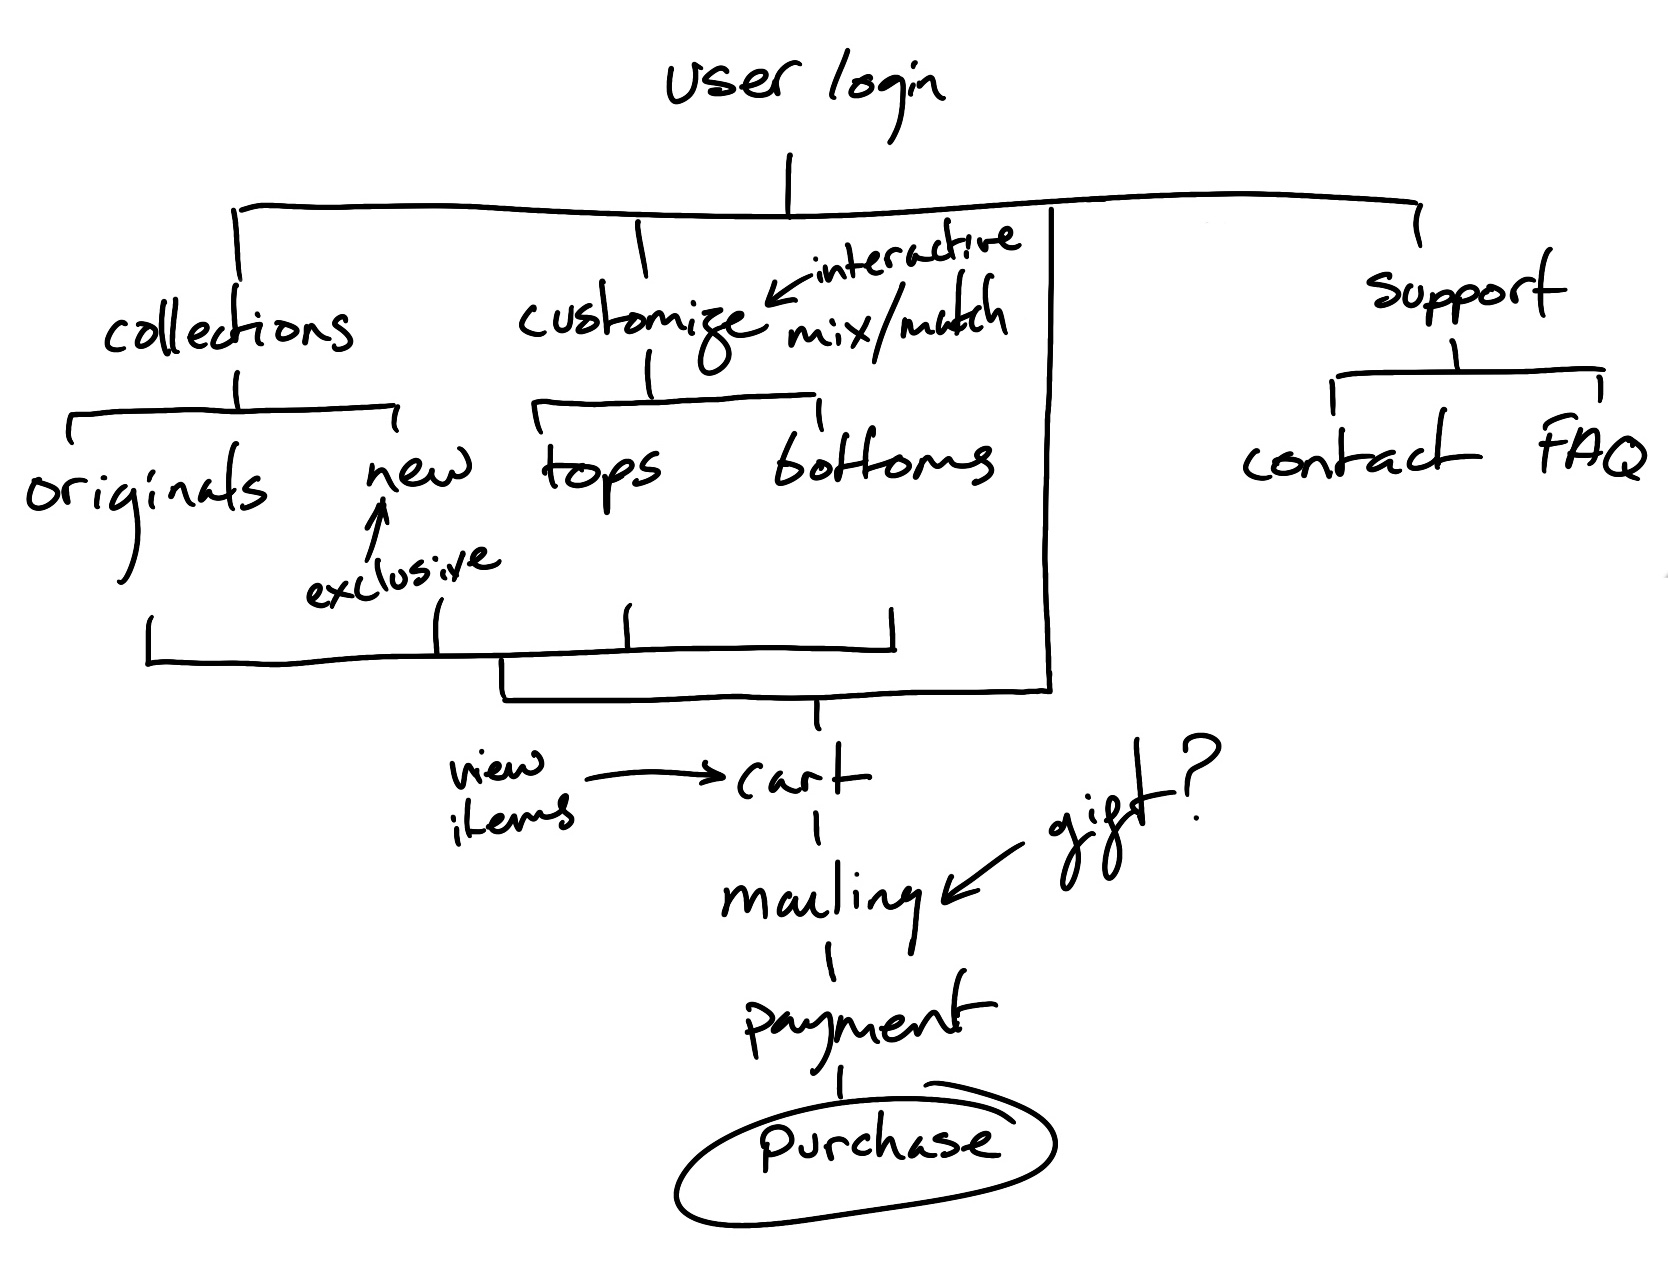 user login
interactive
collections
customize
mix/match
support
originals
new
tops
bottoms
contact
FAQ
exclusive
view
items
cart
gift?
mailing
payment
purchase